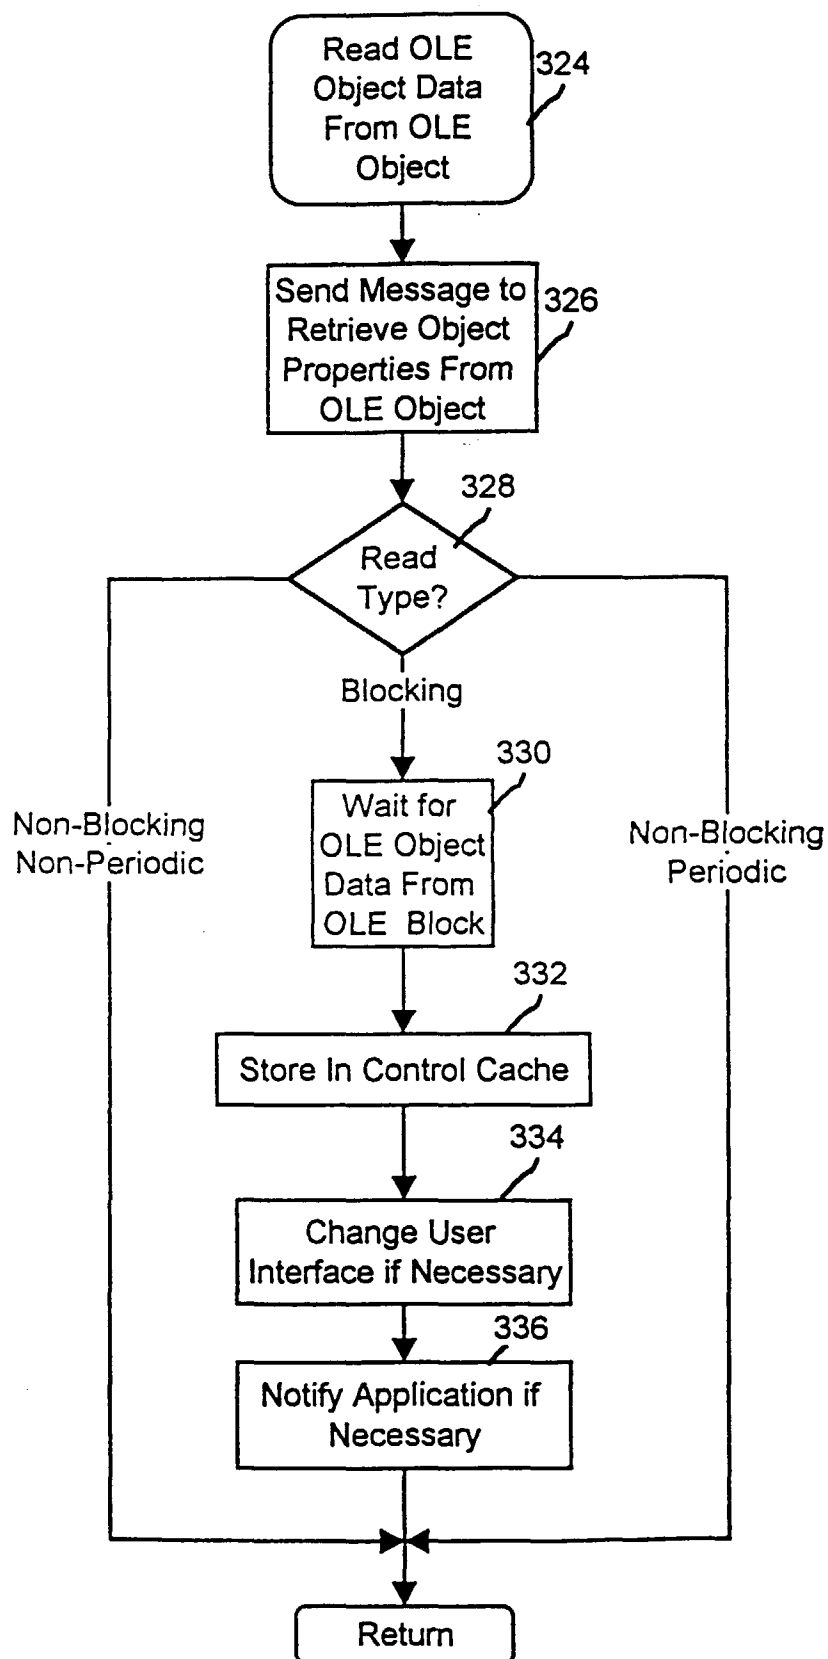 Read OLE
Object Data
From OLE
Object
324
Send Message to
Retrieve Object
Properties From
OLE Object
326
328
Read
Type?
Blocking
330
Wait for
OLE Object
Data From
OLE Block
Non-Blocking
Non-Periodic
Non-Blocking
Periodic
332
Store In Control Cache
334
Change User
Interface if Necessary
336
Notify Application if
Necessary
Return